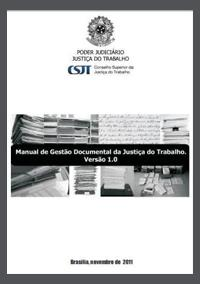 PODER JUDICIÁRIO
JUSTIÇA DO TRABALHO
CSJT Conselho Superior da
Justiça do Trabalho
Manual de Gestão Documental da Justiça do Trabalho.
Versão 1.0
Brasília, novembro de 2011